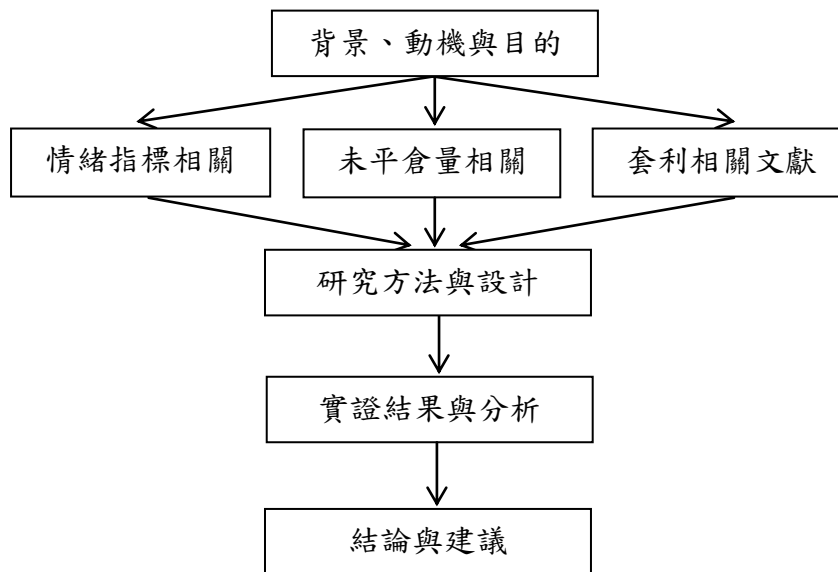 背景、動機與目的
情緒指標相關
未平倉量相關
套利相關文獻
研究方法與設計
實證結果與分析
結論與建議